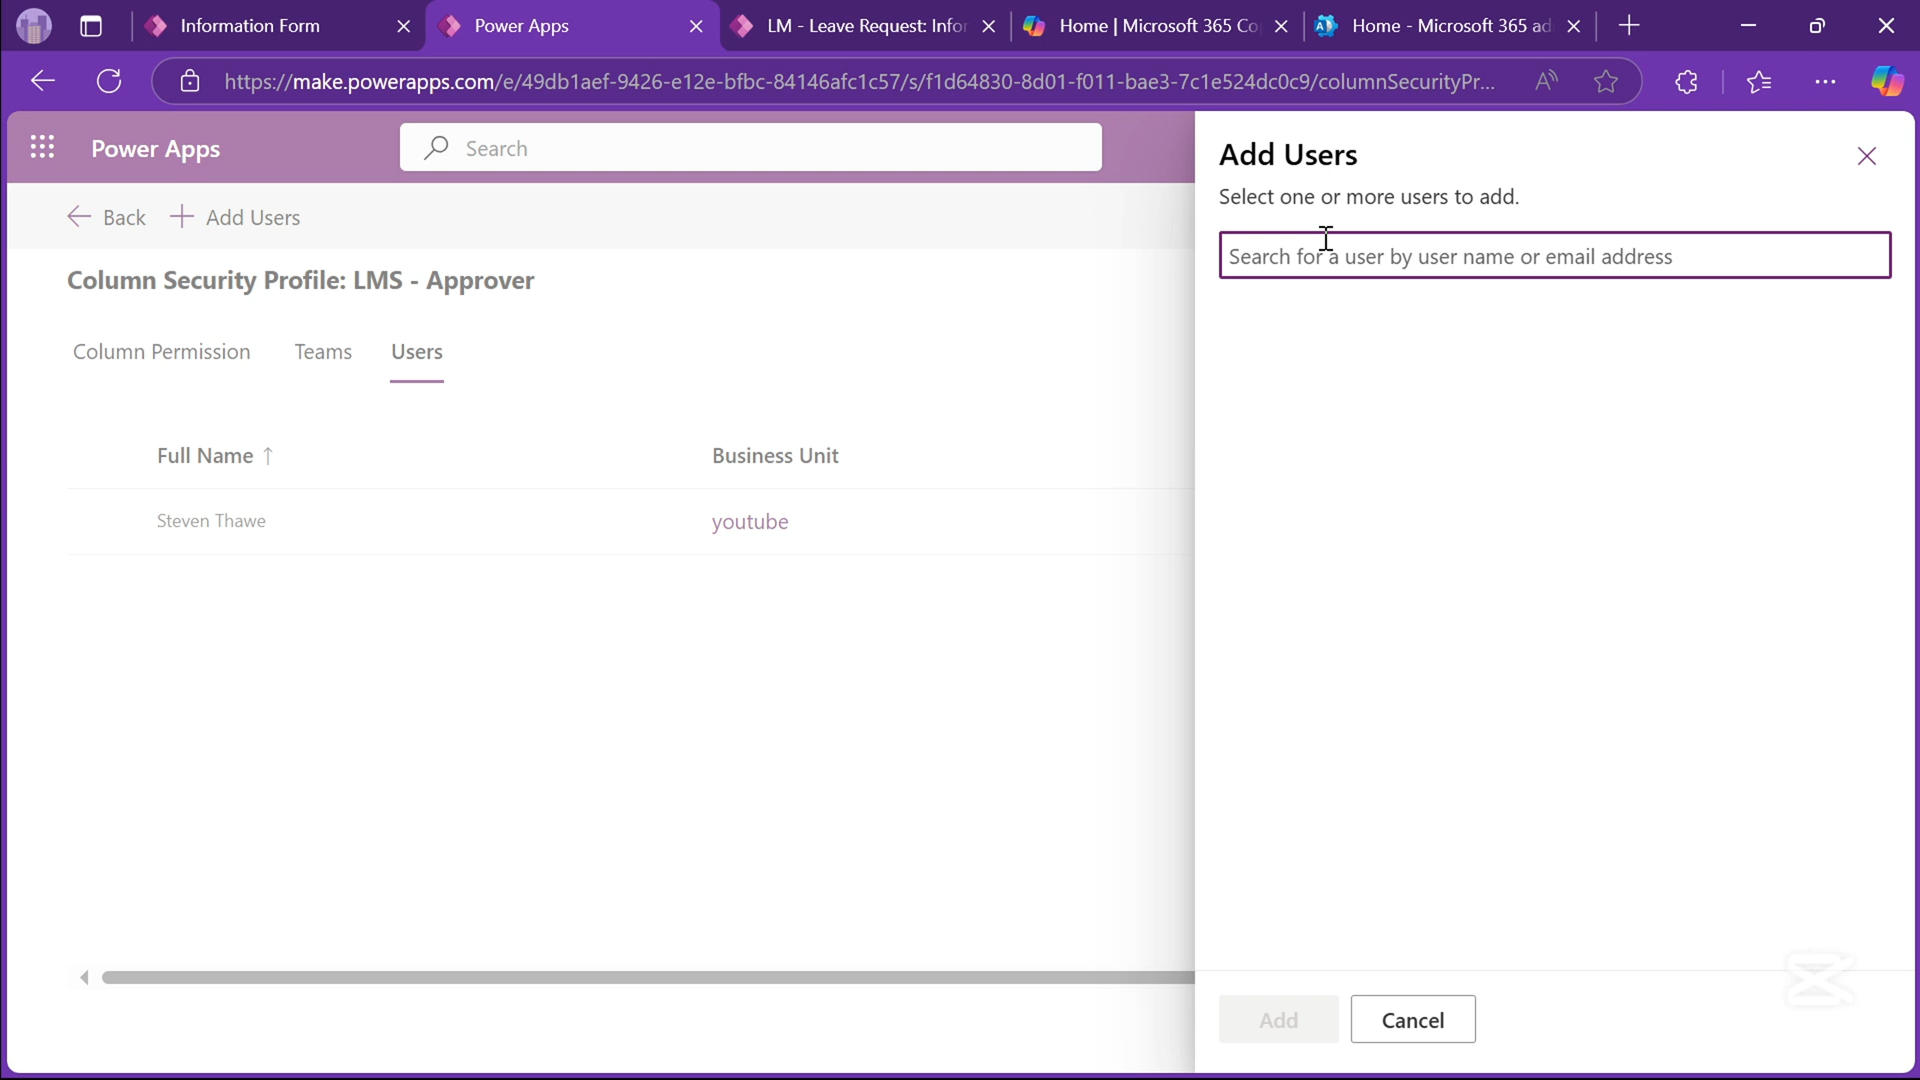 Information Form
Power Apps
LM - Leave Request: Infor
Home | Microsoft 365 Co
Home - Microsoft 365 ad
https://make.powerapps.com/e/49db1aef-9426-e12e-bfbc-84146afc1c57/s/f1d64830-8d01-f011-bae3-7c1e524dc0c9/columnSecurityPr...
Power Apps
Search
Back
Add Users
Column Security Profile: LMS - Approver
Column Permission
Teams
Users
Full Name ↑
Business Unit
Steven Thawe
youtube
Add Users
Select one or more users to add.
Search for a user by user name or email address
Add
Cancel